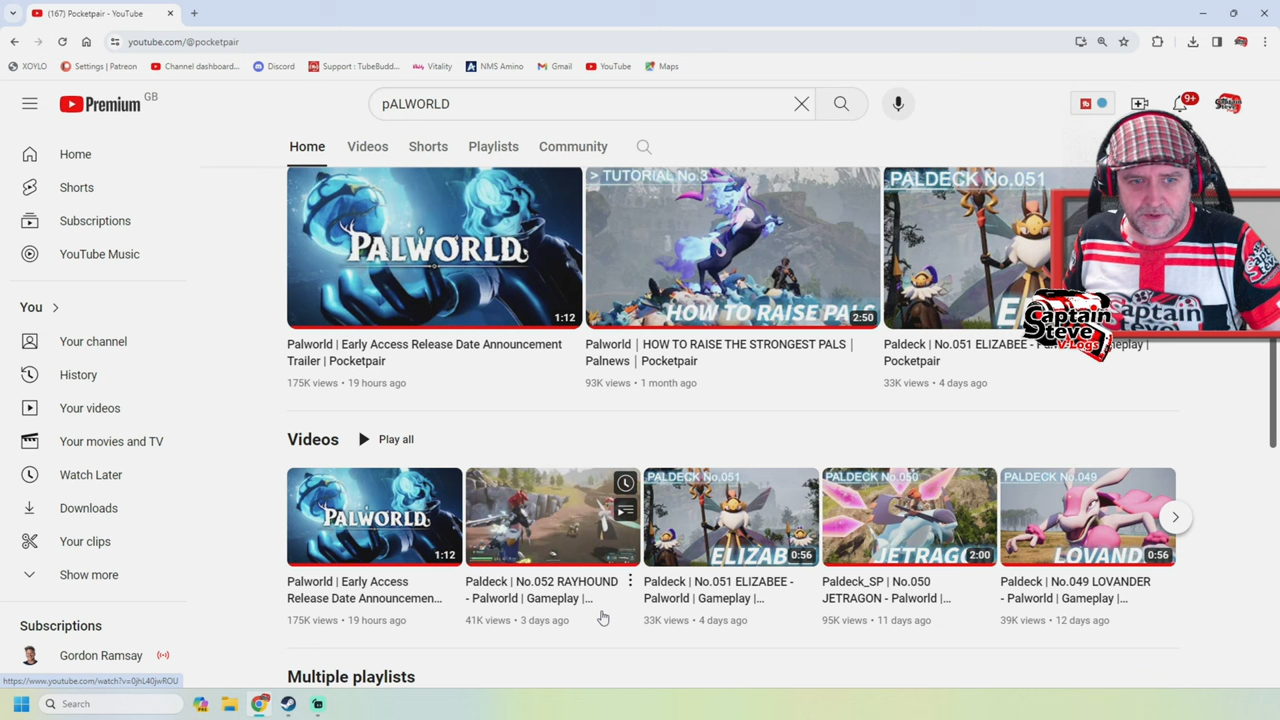 (167) Pocketpair - YouTube
youtube.com/@pocketpair
XOYLO
Settings | Patreon
Channel dashboard...
Discord
Support : TubeBudd...
Vitality
NMS Amino
Gmail
YouTube
Maps
Premium GB
pALWORLD
9+
Home
Videos
Shorts
Playlists
Community
Home
Shorts
Subscriptions
YouTube Music
You
Your channel
History
Your videos
Your movies and TV
Watch Later
Downloads
Your clips
Show more
Subscriptions
Gordon Ramsay
PALWORLD
1:12
Palworld | Early Access Release Date Announcement
Trailer | Pocketpair
175K views • 19 hours ago
> TUTORIAL No.3
HOW TO RAISE PALS
2:50
Palworld | HOW TO RAISE THE STRONGEST PALS |
Palnews | Pocketpair
93K views • 1 month ago
PALDECK No.051
Paldeck | No.051 ELIZABEE -
Pocketpair
33K views • 4 days ago
Captain
Steve
V-Logs
Captain
Steve
Videos
Play all
PALWORLD
1:12
Palworld | Early Access
Release Date Announcemen...
175K views • 19 hours ago
Paldeck | No.052 RAYHOUND
- Palworld | Gameplay |...
41K views • 3 days ago
PALDECK No.051
ELIZAB
0:56
Paldeck | No.051 ELIZABEE -
Palworld | Gameplay |...
33K views • 4 days ago
PALDECK No.050
JETRAG
2:00
Paldeck_SP | No.050
JETRAGON - Palworld |...
95K views • 11 days ago
PALDECK No.049
LOVAND
0:56
Paldeck | No.049 LOVANDER
- Palworld | Gameplay |...
39K views • 12 days ago
Multiple playlists
https://www.youtube.com/watch?v=0jhL40jwROU
Search